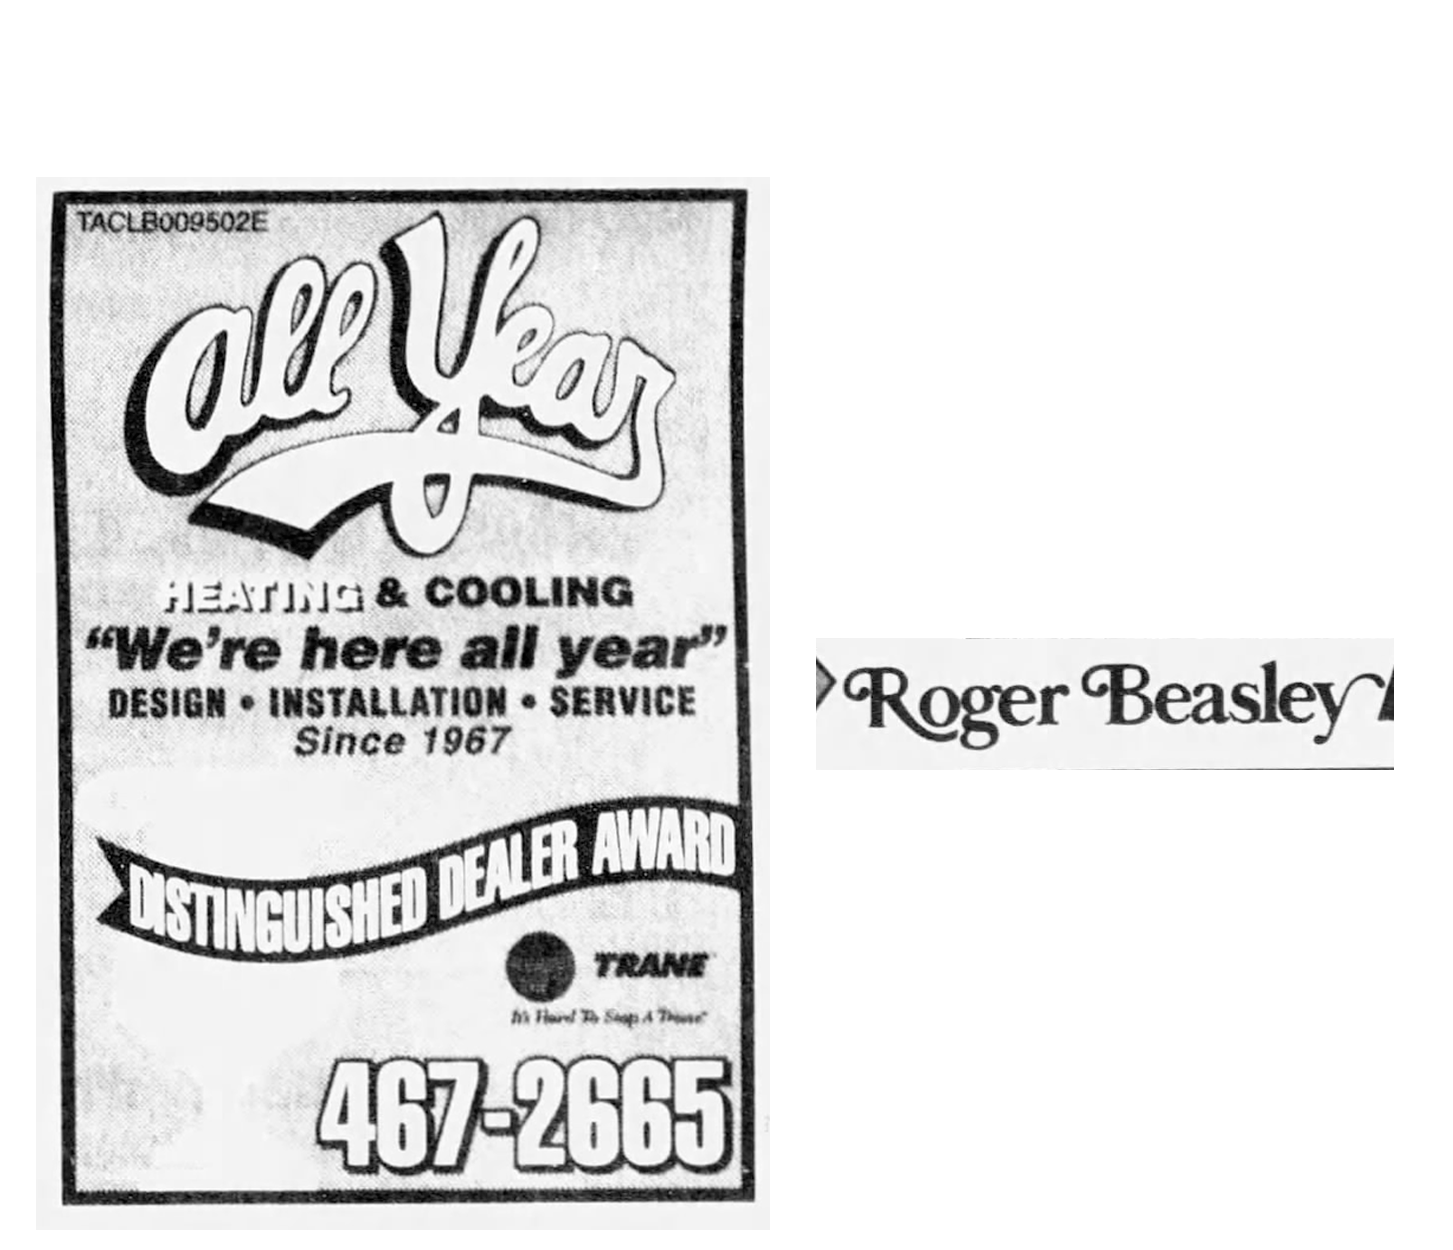 TACLB009502E
All Year
HEATING & COOLING
"We're here all year"
DESIGN • INSTALLATION • SERVICE
Since 1967
DISTINGUISHED DEALER AWARD
TRANE
It's Hard To Stop A Trane®
467-2665
Roger Beasley